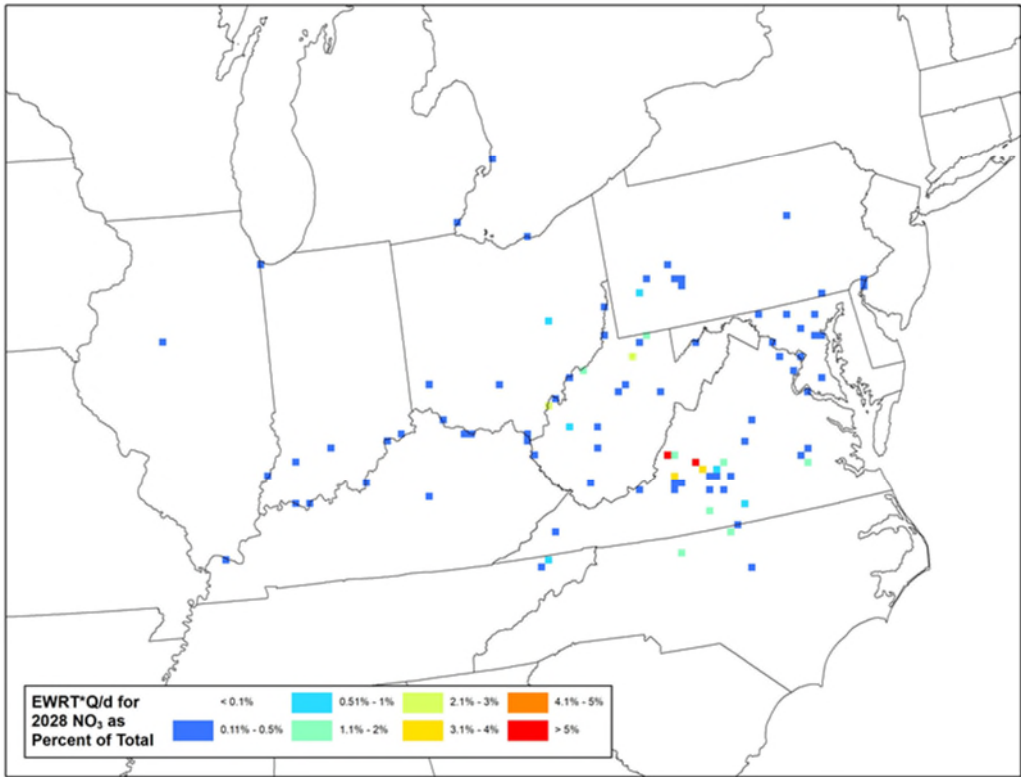 EWRT*Q/d for
2028 NO₃ as
Percent of Total
< 0.1%
0.11% - 0.5%
0.51% - 1%
1.1% - 2%
2.1% - 3%
3.1% - 4%
4.1% - 5%
> 5%